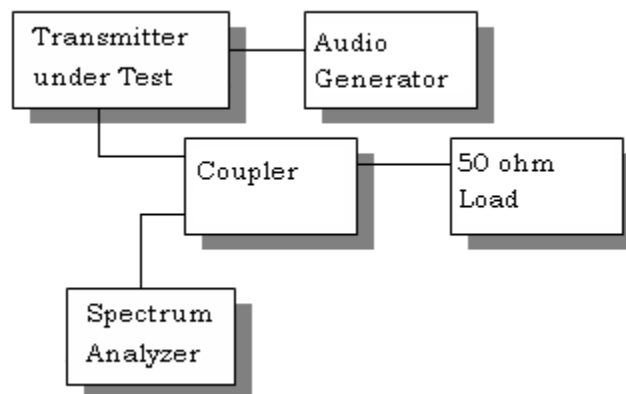 Transmitter
under Test
Audio
Generator
Coupler
50 ohm
Load
Spectrum
Analyzer